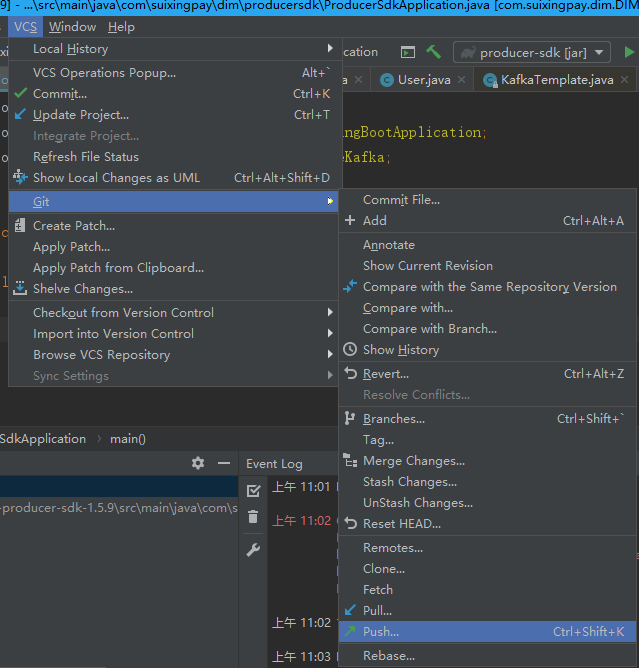 9] - ...\src\main\java\com\suixingpay\dim\producersdk\ProducerSdkApplication.java [com.suixingpay.dim.DIM
VCS Window Help
cation producer-sdk [jar]
a User.java KafkaTemplate.java
Local History
VCS Operations Popup... Alt+`
Commit... Ctrl+K
Update Project... Ctrl+T
Integrate Project...
Refresh File Status
Show Local Changes as UML Ctrl+Alt+Shift+D
Git
Create Patch...
Apply Patch...
Apply Patch from Clipboard...
Shelve Changes...
Checkout from Version Control
Import into Version Control
Browse VCS Repository
Sync Settings
ngBootApplication;
eKafka;
Commit File...
Add Ctrl+Alt+A
Annotate
Show Current Revision
Compare with the Same Repository Version
Compare with...
Compare with Branch...
Show History
Revert... Ctrl+Alt+Z
Resolve Conflicts...
Branches... Ctrl+Shift+`
Tag...
Merge Changes...
Stash Changes...
UnStash Changes...
Reset HEAD...
Remotes...
Clone...
Fetch
Pull...
Push... Ctrl+Shift+K
Rebase...
SdkApplication main()
Event Log
-producer-sdk-1.5.9\src\main\java\com\s
上午 11:01
上午 11:02
上午 11:02
上午 11:03